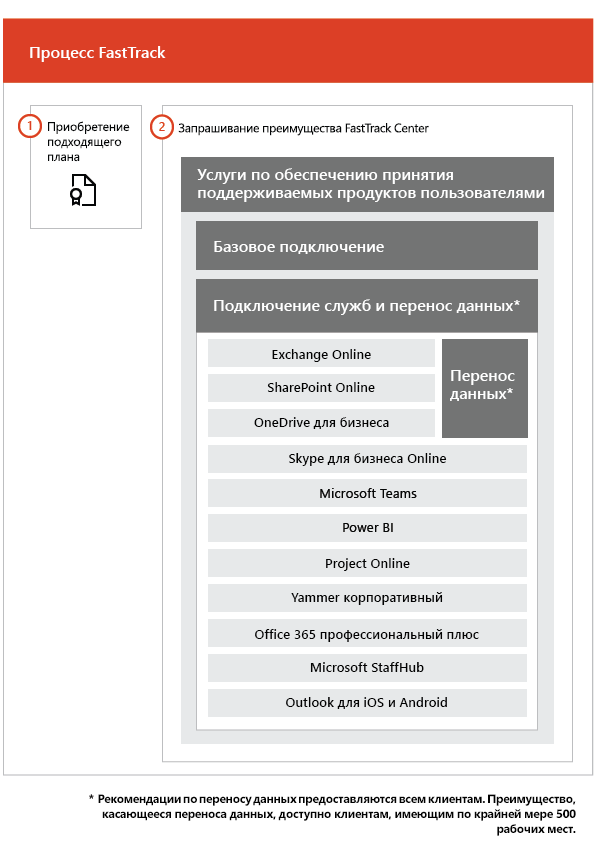 Процесс FastTrack
1
Приобретение
подходящего
плана
2
Запрашивание преимущества FastTrack Center
Услуги по обеспечению принятия
поддерживаемых продуктов пользователями
Базовое подключение
Подключение служб и перенос данных*
Exchange Online
SharePoint Online
OneDrive для бизнеса
Перенос
данных*
Skype для бизнеса Online
Microsoft Teams
Power BI
Project Online
Yammer корпоративный
Office 365 профессиональный плюс
Microsoft StaffHub
Outlook для iOS и Android
* Рекомендации по переносу данных предоставляются всем клиентам. Преимущество,
касающееся переноса данных, доступно клиентам, имеющим по крайней мере 500
рабочих мест.